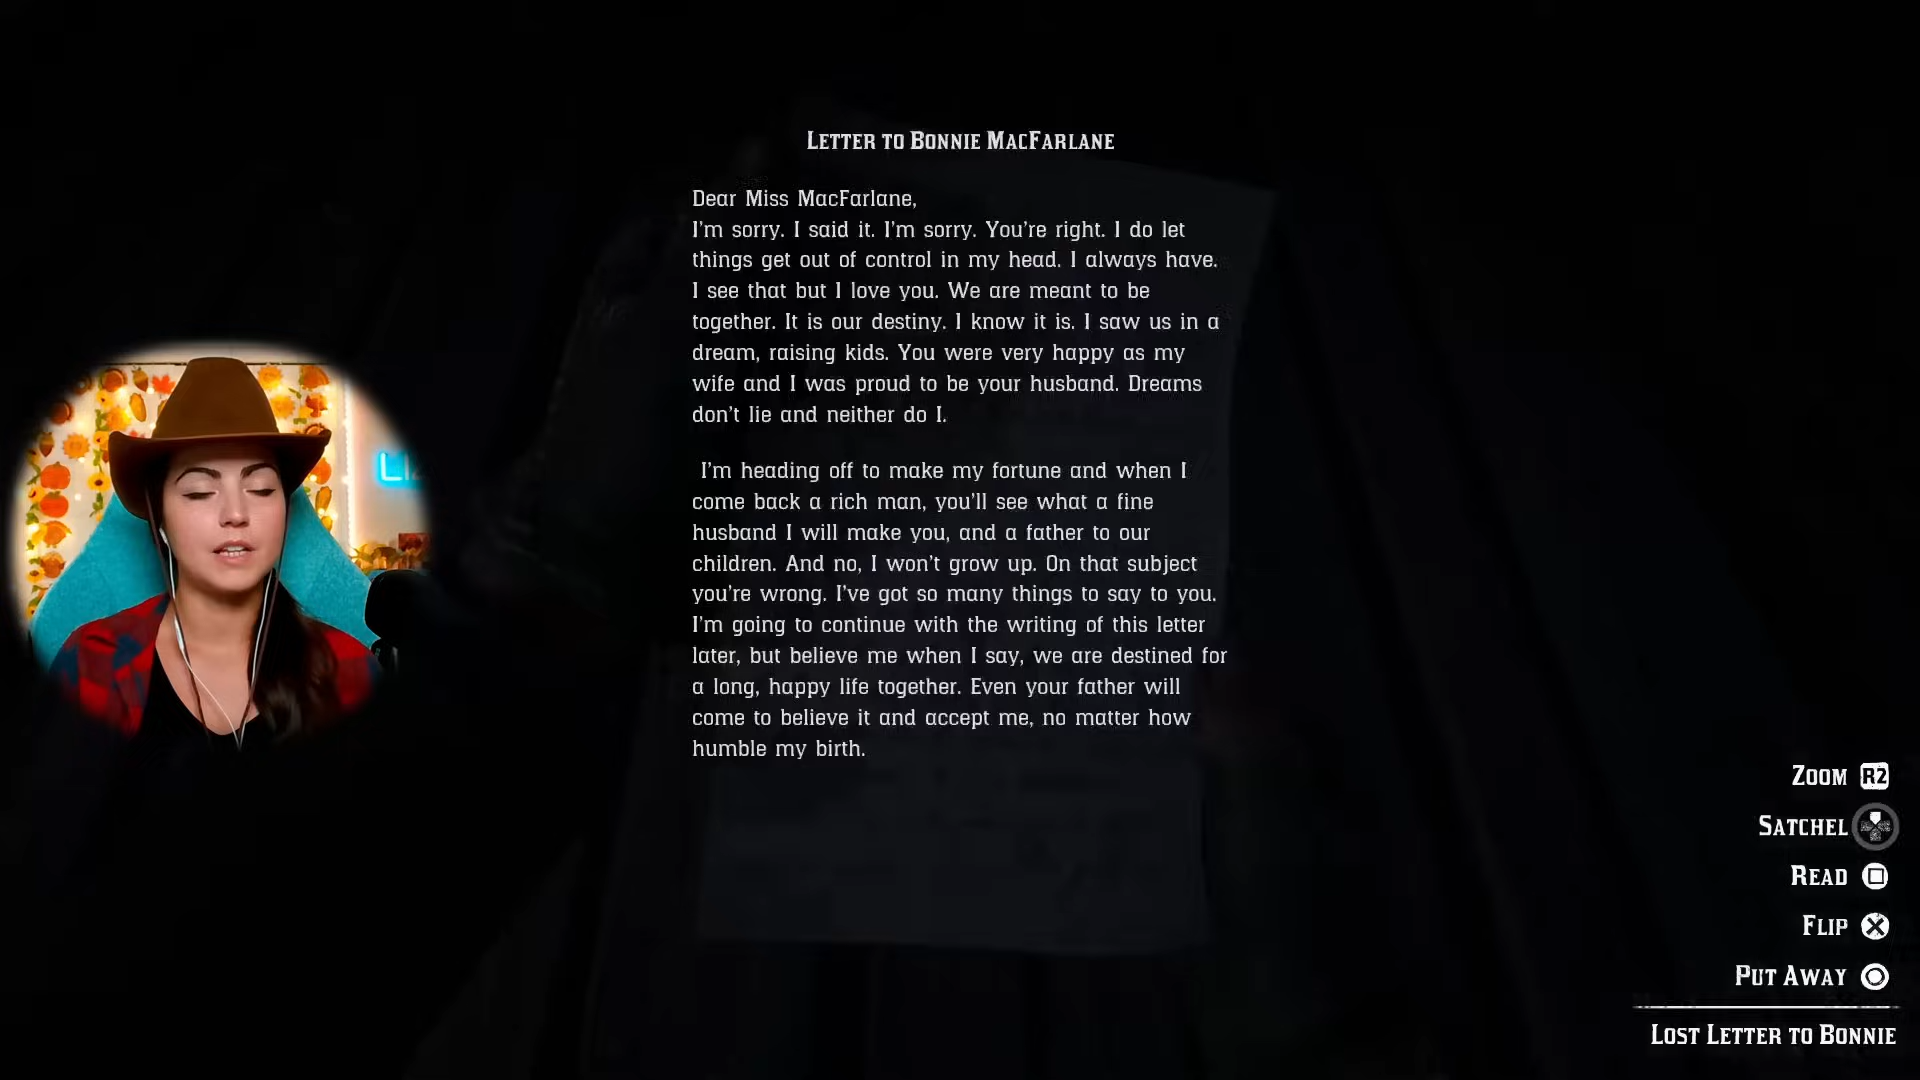 LETTER TO BONNIE MACFARLANE
Dear Miss MacFarlane,
I'm sorry. I said it. I'm sorry. You're right. I do let
things get out of control in my head. I always have.
I see that but I love you. We are meant to be
together. It is our destiny. I know it is. I saw us in a
dream, raising kids. You were very happy as my
wife and I was proud to be your husband. Dreams
don't lie and neither do I.
I'm heading off to make my fortune and when I
come back a rich man, you'll see what a fine
husband I will make you, and a father to our
children. And no, I won't grow up. On that subject
you're wrong. I've got so many things to say to you.
I'm going to continue with the writing of this letter
later, but believe me when I say, we are destined for
a long, happy life together. Even your father will
come to believe it and accept me, no matter how
humble my birth.
ZOOM R2
SATCHEL
READ
FLIP
PUT AWAY
LOST LETTER TO BONNIE